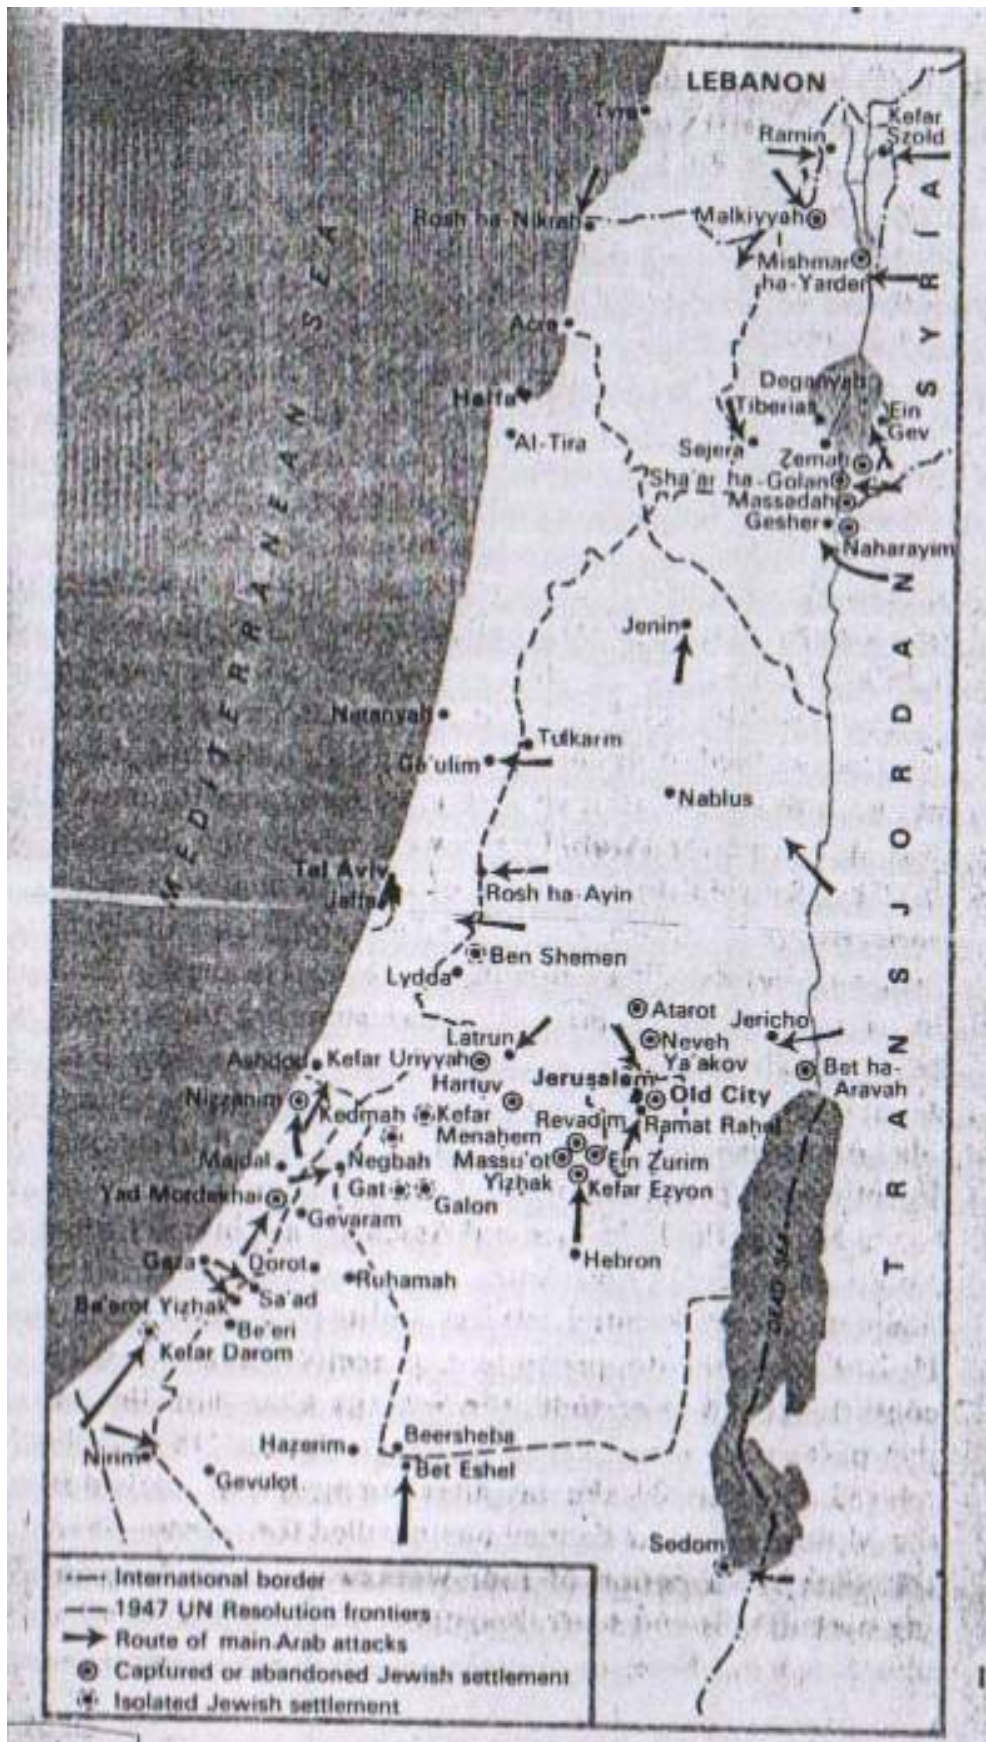 LEBANON
Tyre
Kefar
Szold
Ramin
Rosh ha-Nikrah
Malkiyyah
Mishmar
ha-Yarden
SYRIA
MEDITERRANEAN SEA
Acre
Haifa
Al-Tira
Deganyah
Tiberias
Ein
Gev
Sejera
Zemah
Sha'ar ha-Golan
Massadah
Gesher
Naharayim
Jenin
TRANSJORDAN
Natanyah
Tulkarm
Ge'ulim
Nablus
Tel Aviv
Jaffa
Rosh ha-Ayin
Ben Shemen
Lydda
Atarot
Jericho
Latrun
Neveh
Ya'akov
Ashdod
Kefar Uriyyah
Bet ha-
Aravah
Hartuv
Jerusalem
Old City
Nizzanim
Kedmah
Kefar
Menahem
Revadim
Ramat Rahel
Majdal
Negbah
Massu'ot
Yizhak
Ein Zurim
Yad Mordekhai
Gat
Galon
Kefar Ezyon
Gevaram
Gaza
Dorot
Hebron
Ruhamah
Sa'ad
Be'erot Yizhak
Be'eri
Kefar Darom
DEAD SEA
Nirim
Hazerim
Beersheba
Bet Eshel
Gevulot
Sedom
International border
1947 UN Resolution frontiers
Route of main Arab attacks
Captured or abandoned Jewish settlement
Isolated Jewish settlement